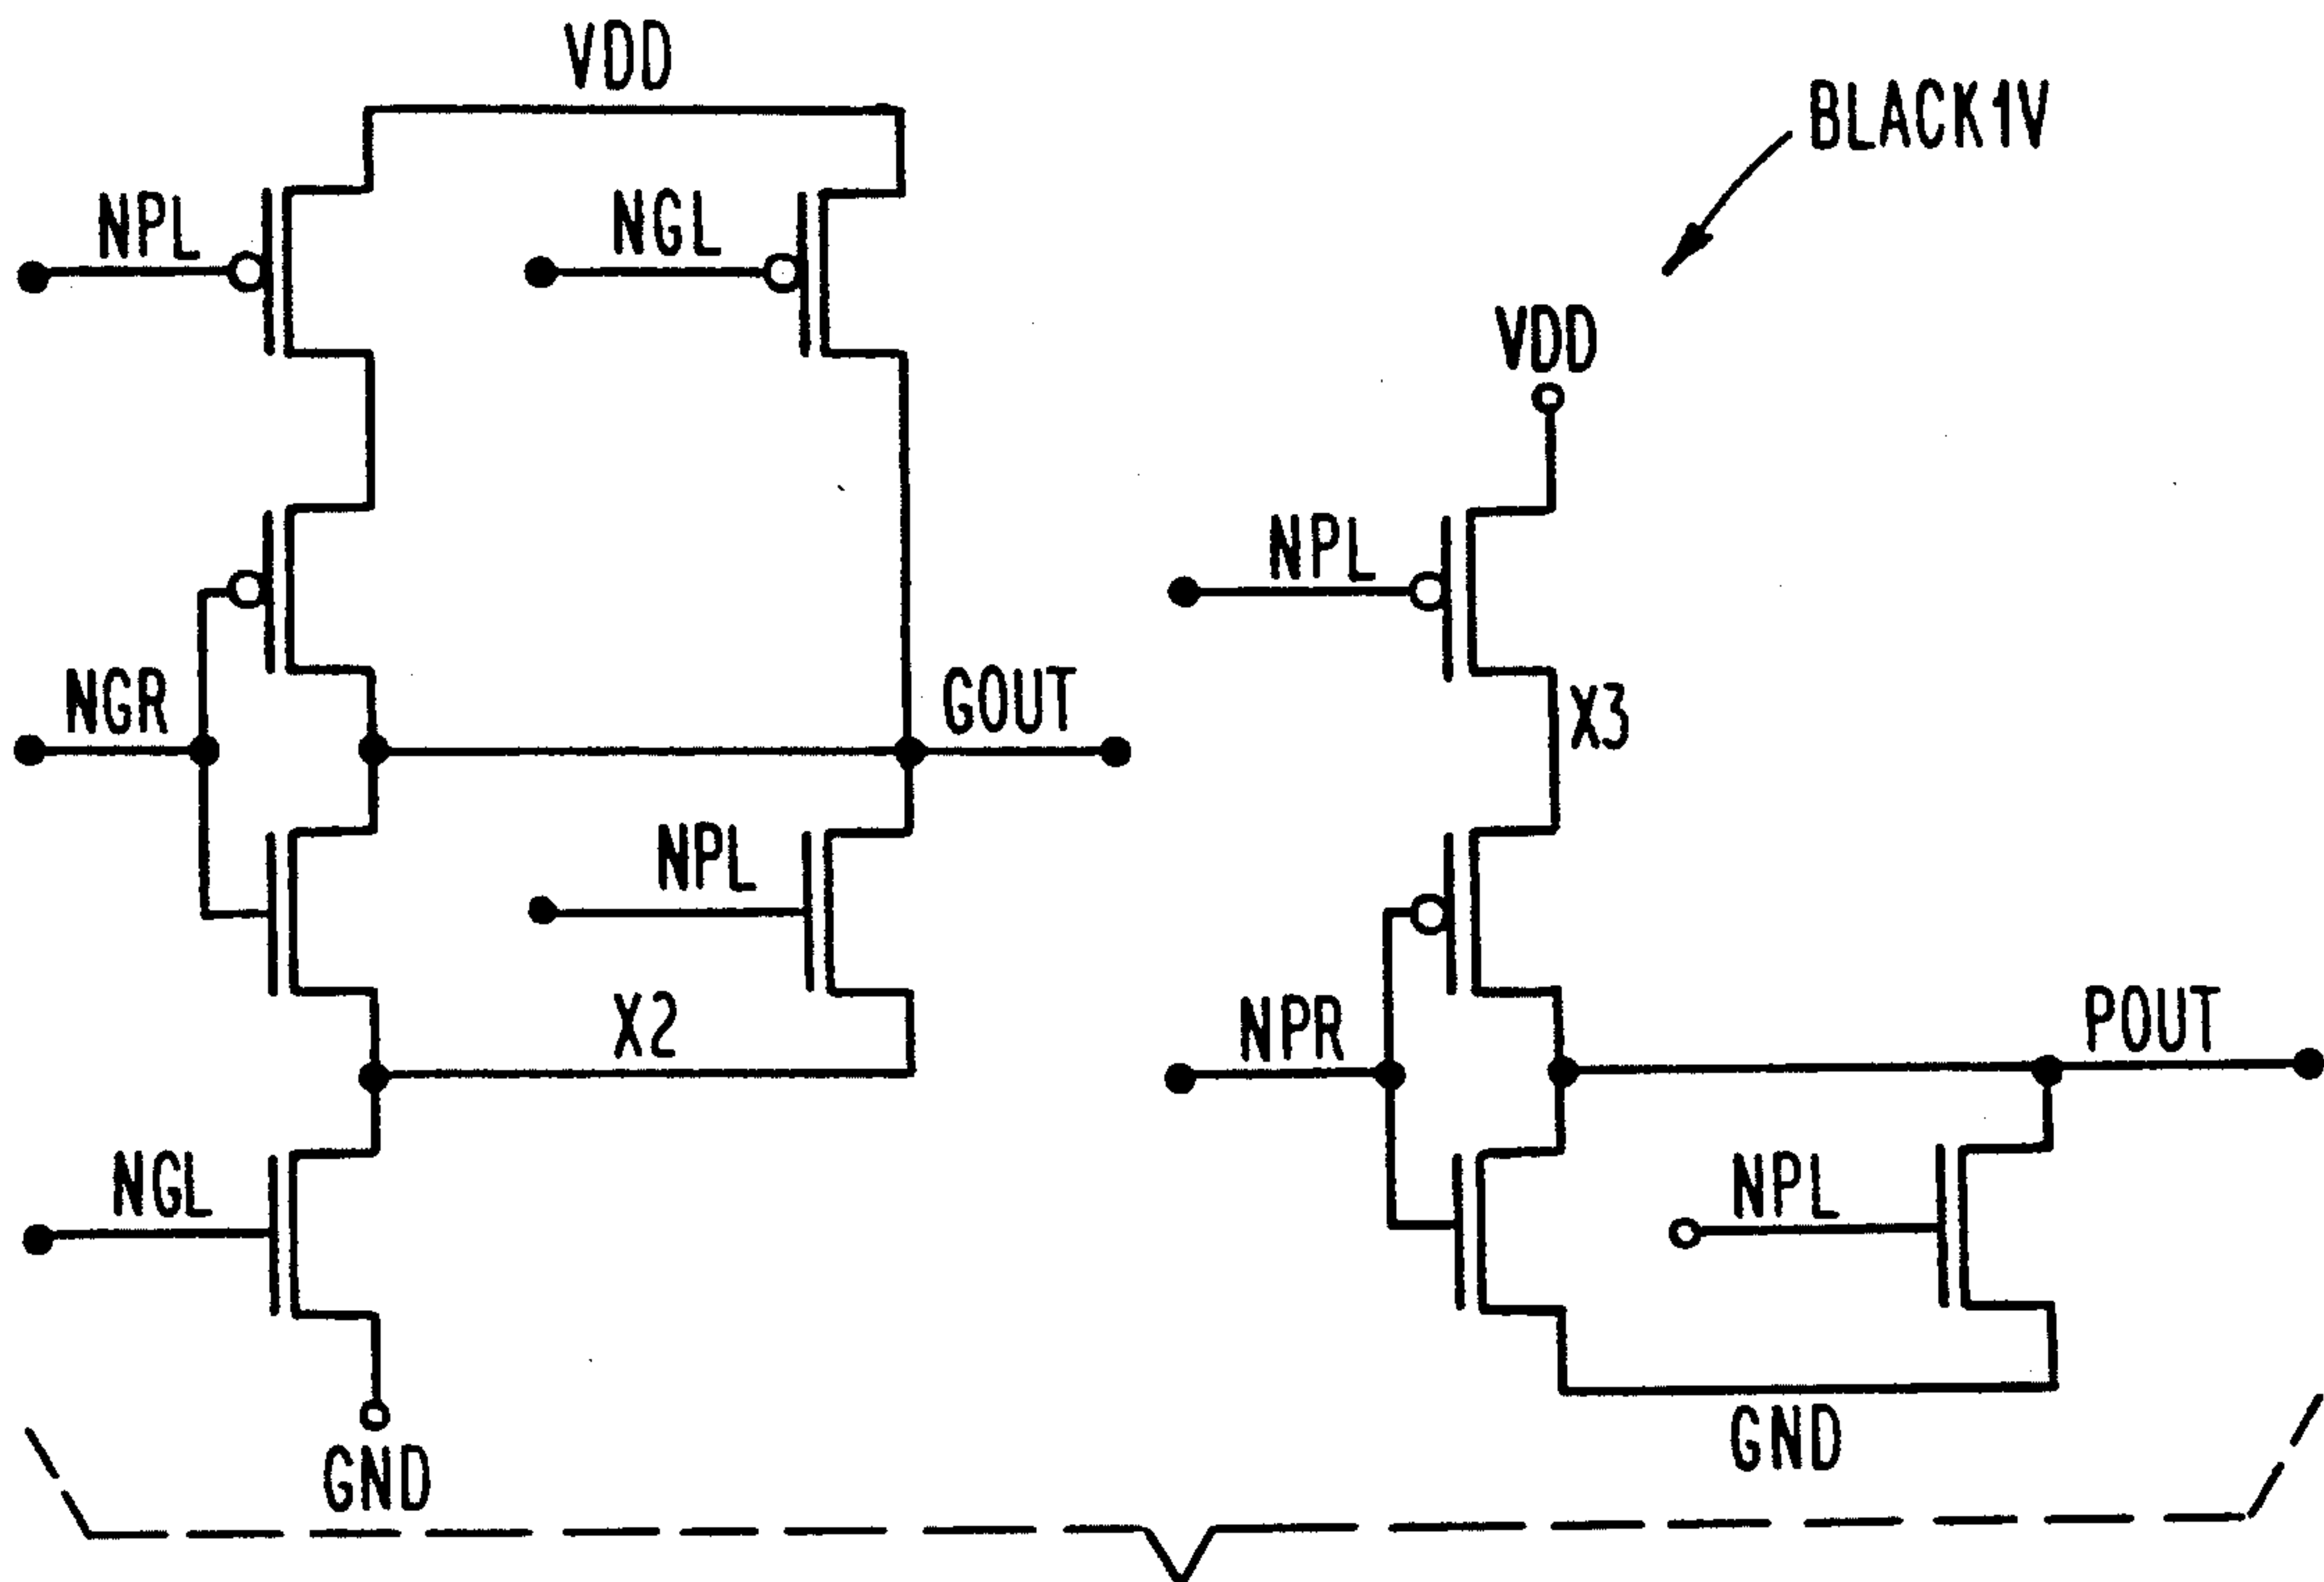 VDD
BLACK1V
NPL
NGL
VDD
NPL
NGR
GOUT
X3
NPL
X2
NPR
POUT
NGL
NPL
GND
GND